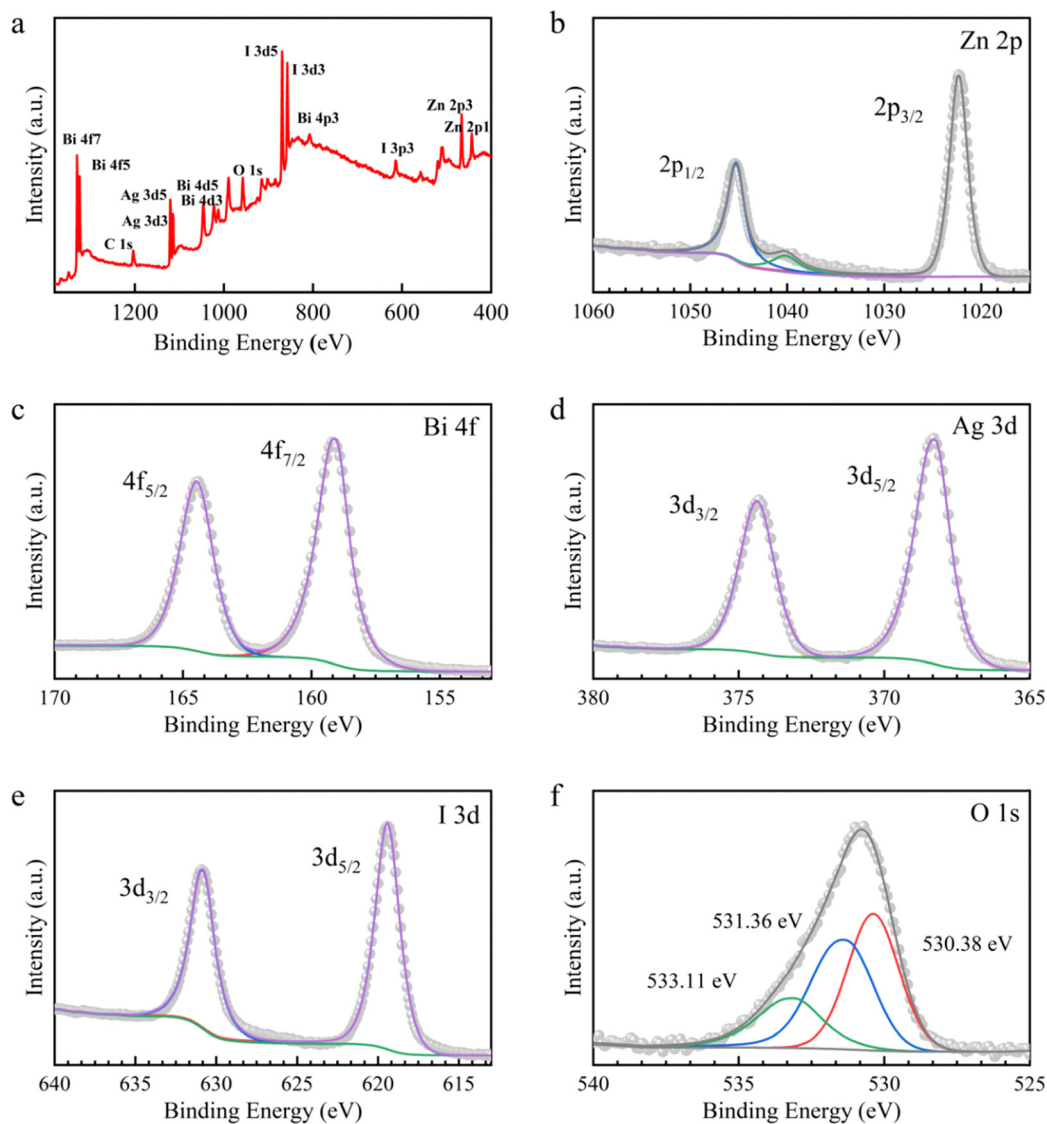 a
I 3d5
I 3d3
Bi 4p3
Zn 2p3
Zn 2p1
I 3p3
Bi 4f7
Bi 4f5
Ag 3d5
Bi 4d5
O 1s
Ag 3d3
Bi 4d3
C 1s
Intensity (a.u.)
1200 1000 800 600 400
Binding Energy (eV)
b
Zn 2p
2p3/2
2p1/2
Intensity (a.u.)
1060 1050 1040 1030 1020
Binding Energy (eV)
c
Bi 4f
4f7/2
4f5/2
Intensity (a.u.)
170 165 160 155
Binding Energy (eV)
d
Ag 3d
3d5/2
3d3/2
Intensity (a.u.)
380 375 370 365
Binding Energy (eV)
e
I 3d
3d5/2
3d3/2
Intensity (a.u.)
640 635 630 625 620 615
Binding Energy (eV)
f
O 1s
531.36 eV
530.38 eV
533.11 eV
Intensity (a.u.)
540 535 530 525
Binding Energy (eV)